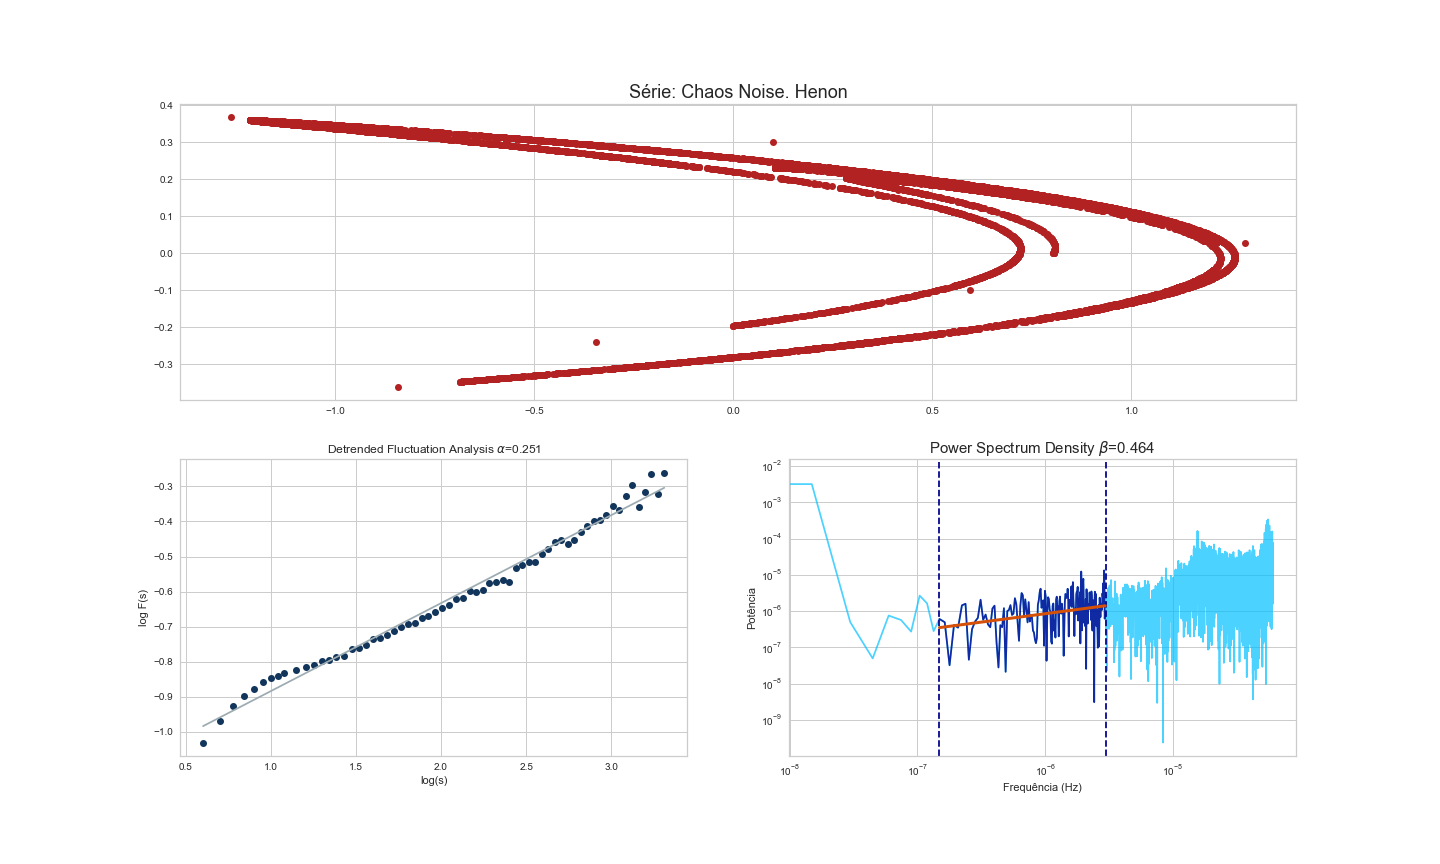 Série: Chaos Noise. Henon
0.4
0.3
0.2
0.1
0.0
−0.1
−0.2
−0.3
−1.0 −0.5 0.0 0.5 1.0
Detrended Fluctuation Analysis α=0.251
−0.3
−0.4
−0.5
−0.6
−0.7
−0.8
−0.9
−1.0
log F(s)
0.5 1.0 1.5 2.0 2.5 3.0
log(s)
Power Spectrum Density β=0.464
10⁻²
10⁻³
10⁻⁴
10⁻⁵
10⁻⁶
10⁻⁷
10⁻⁸
10⁻⁹
Potência
10⁻⁸ 10⁻⁷ 10⁻⁶ 10⁻⁵
Frequência (Hz)